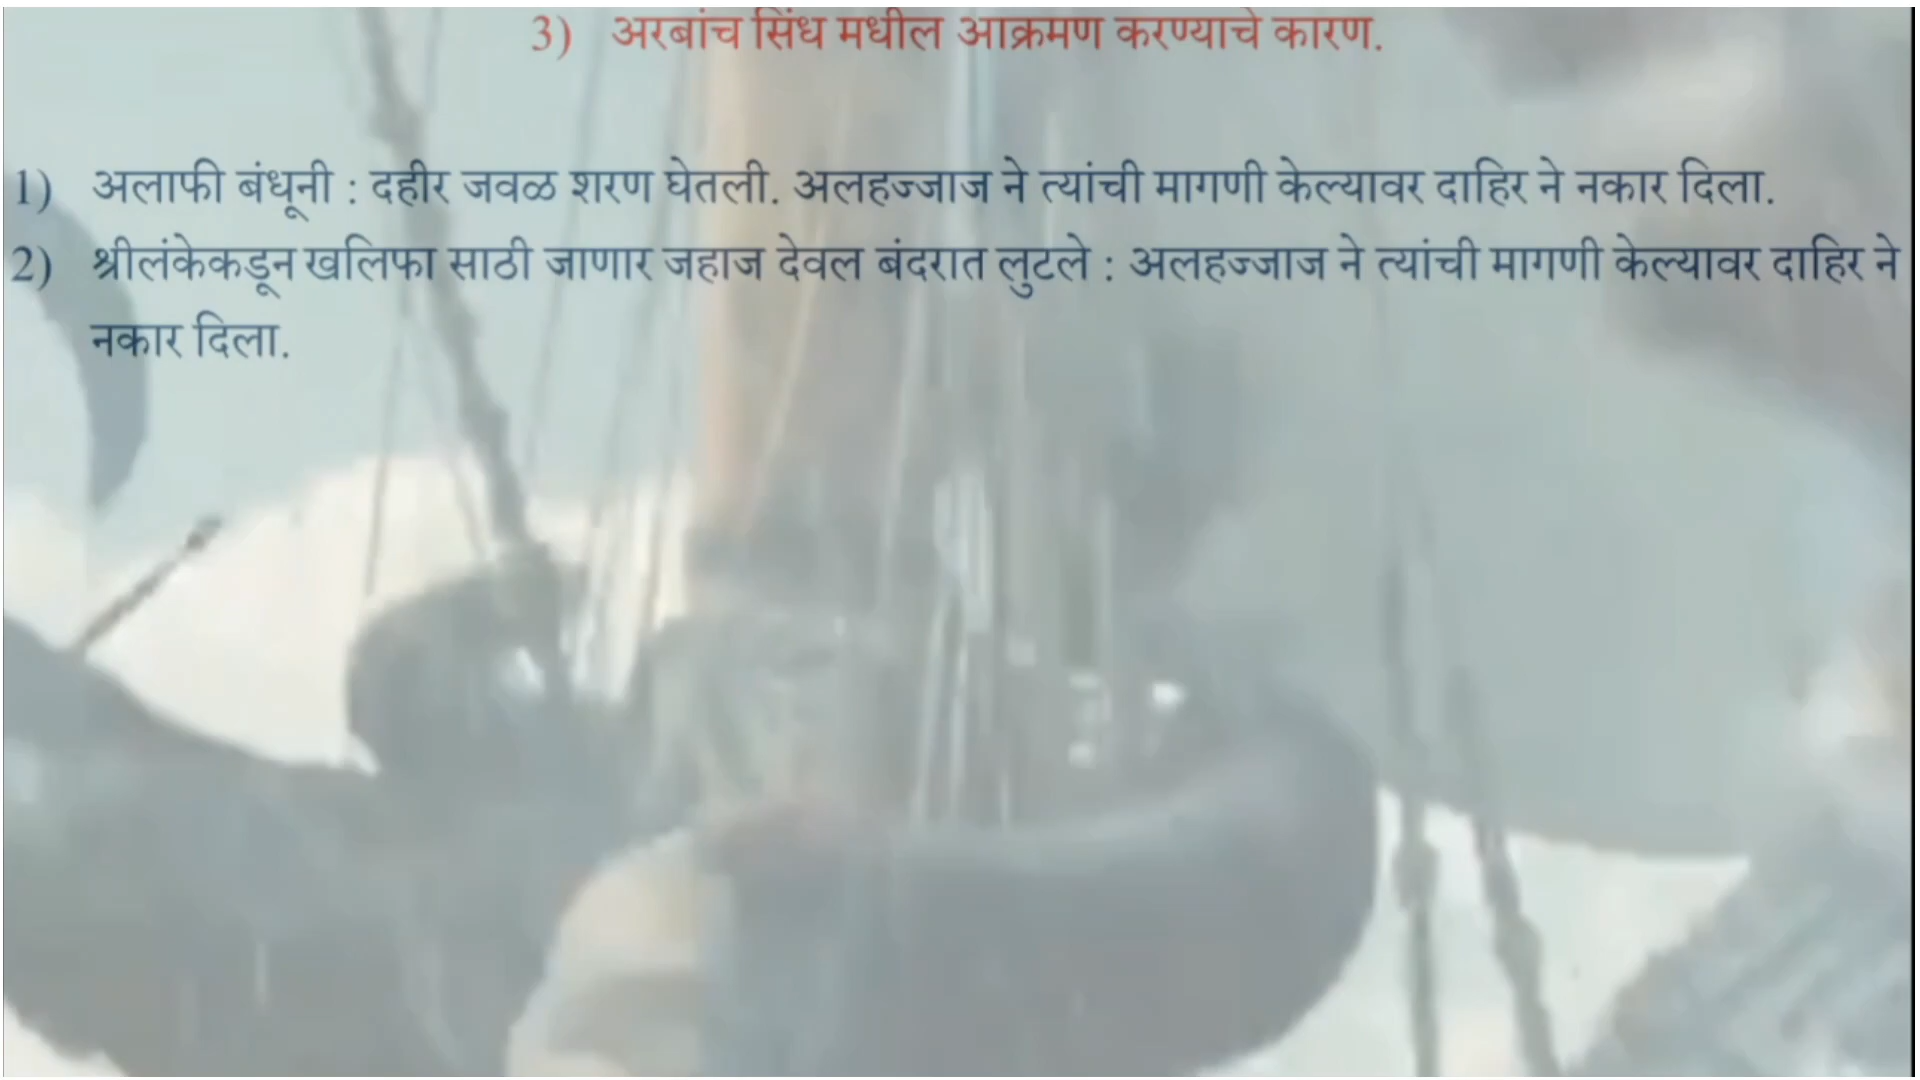 3) अरबांच सिंध मधील आक्रमण करण्याचे कारण.
1) अलाफी बंधूनी : दहीर जवळ शरण घेतली. अलहज्जाज ने त्यांची मागणी केल्यावर दाहिर ने नकार दिला.
2) श्रीलंकेकडून खलिफा साठी जाणार जहाज देवल बंदरात लुटले : अलहज्जाज ने त्यांची मागणी केल्यावर दाहिर ने
नकार दिला.